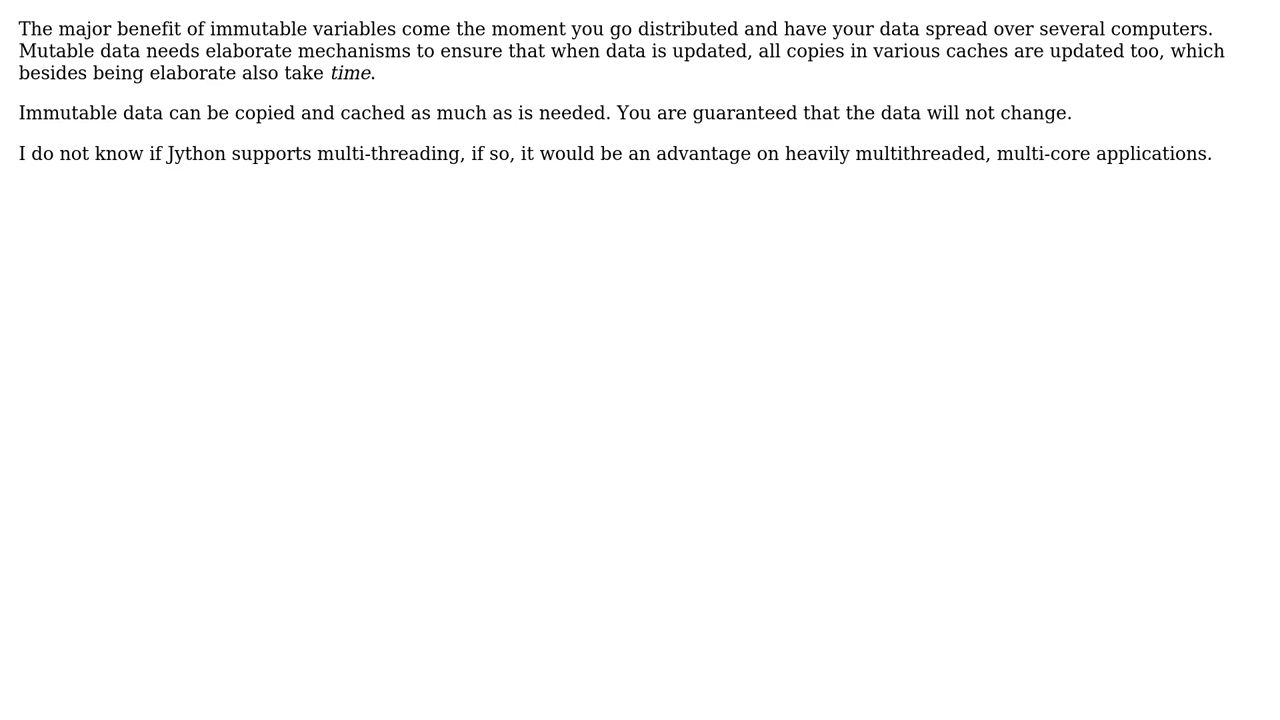 The major benefit of immutable variables come the moment you go distributed and have your data spread over several computers.
Mutable data needs elaborate mechanisms to ensure that when data is updated, all copies in various caches are updated too, which
besides being elaborate also take time.
Immutable data can be copied and cached as much as is needed. You are guaranteed that the data will not change.
I do not know if Jython supports multi-threading, if so, it would be an advantage on heavily multithreaded, multi-core applications.